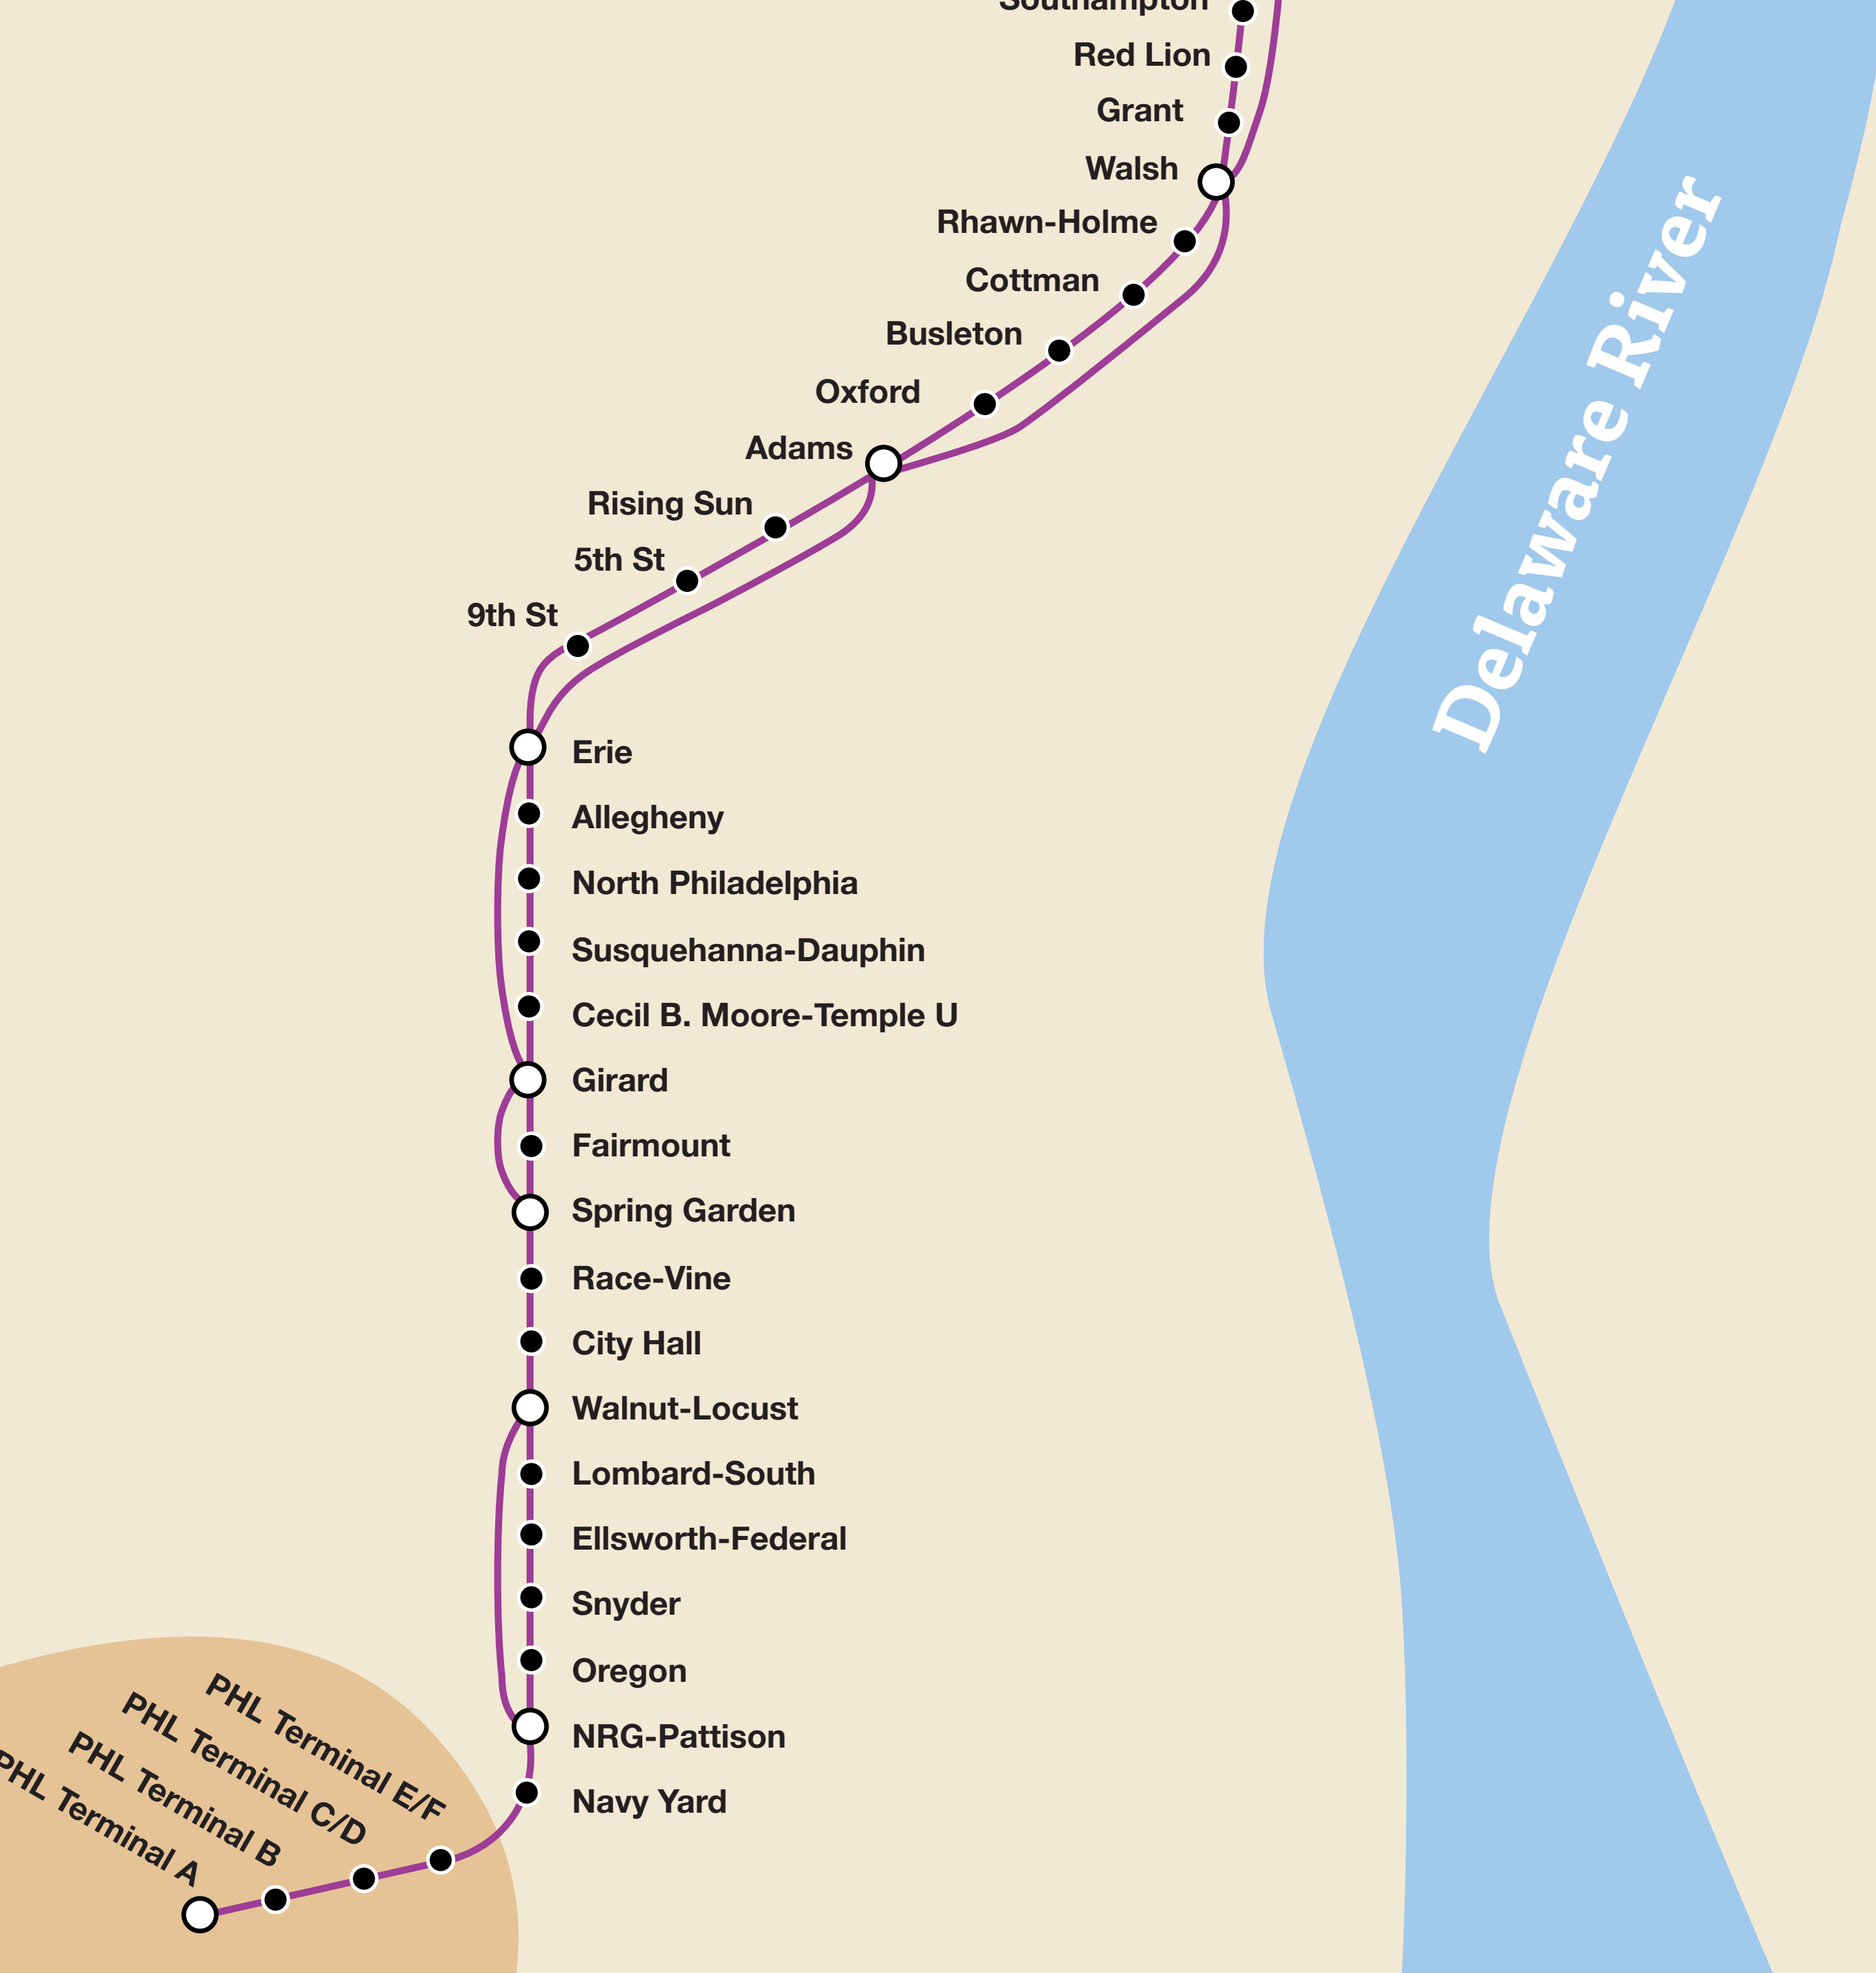 Southampton
Red Lion
Grant
Walsh
Rhawn-Holme
Cottman
Busleton
Oxford
Adams
Rising Sun
5th St
9th St
Delaware River
Erie
Allegheny
North Philadelphia
Susquehanna-Dauphin
Cecil B. Moore-Temple U
Girard
Fairmount
Spring Garden
Race-Vine
City Hall
Walnut-Locust
Lombard-South
Ellsworth-Federal
Snyder
Oregon
NRG-Pattison
Navy Yard
PHL Terminal E/F
PHL Terminal C/D
PHL Terminal B
PHL Terminal A